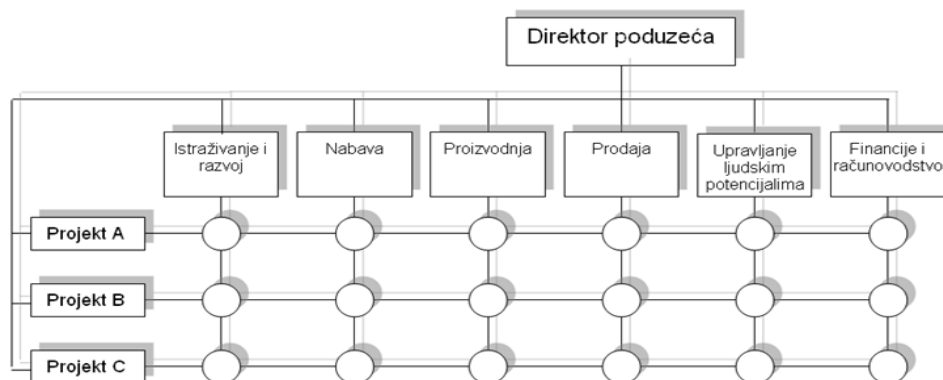 Direktor poduzeća
Istraživanje i
razvoj
Nabava
Proizvodnja
Prodaja
Upravljanje
ljudskim
potencijalima
Financije i
računovodstvo
Projekt A
Projekt B
Projekt C